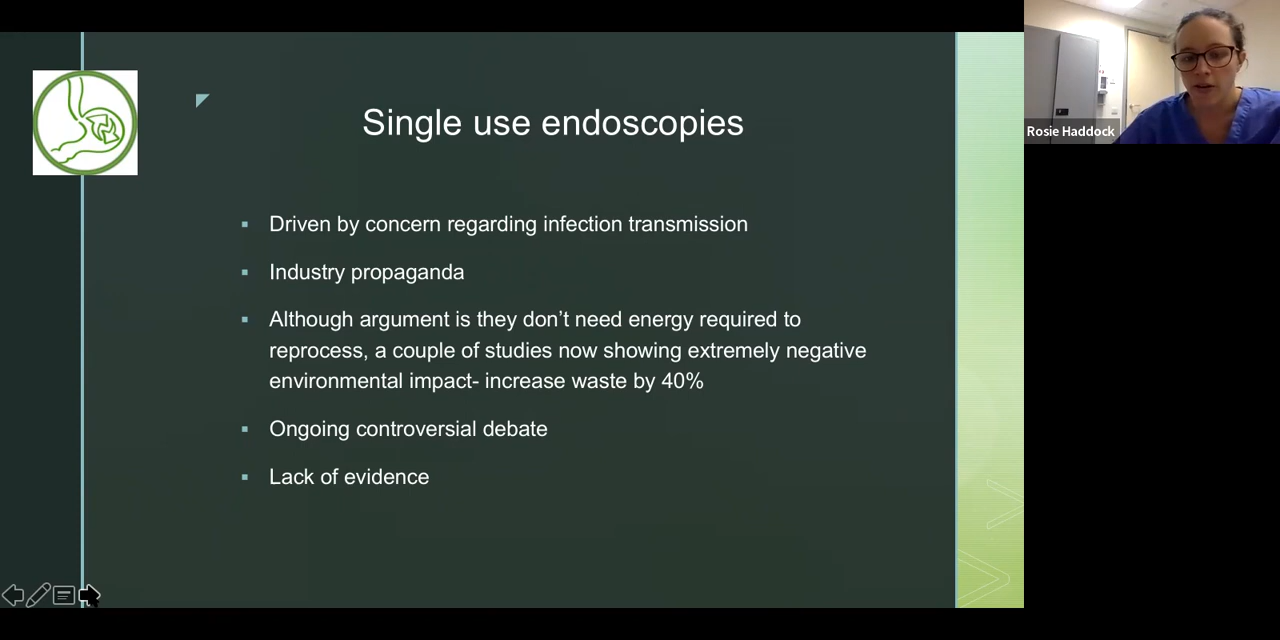 Single use endoscopies
Driven by concern regarding infection transmission
Industry propaganda
Although argument is they don’t need energy required to
reprocess, a couple of studies now showing extremely negative
environmental impact- increase waste by 40%
Ongoing controversial debate
Lack of evidence
Rosie Haddock